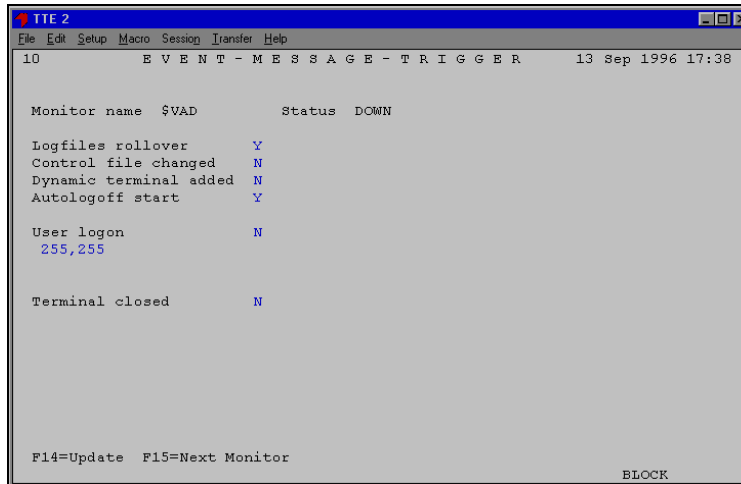 TTE 2
File Edit Setup Macro Session Transfer Help
10 E V E N T - M E S S A G E - T R I G G E R 13 Sep 1996 17:38
Monitor name $VAD Status DOWN
Logfiles rollover Y
Control file changed N
Dynamic terminal added N
Autologoff start Y
User logon N
255,255
Terminal closed N
F14=Update F15=Next Monitor
BLOCK